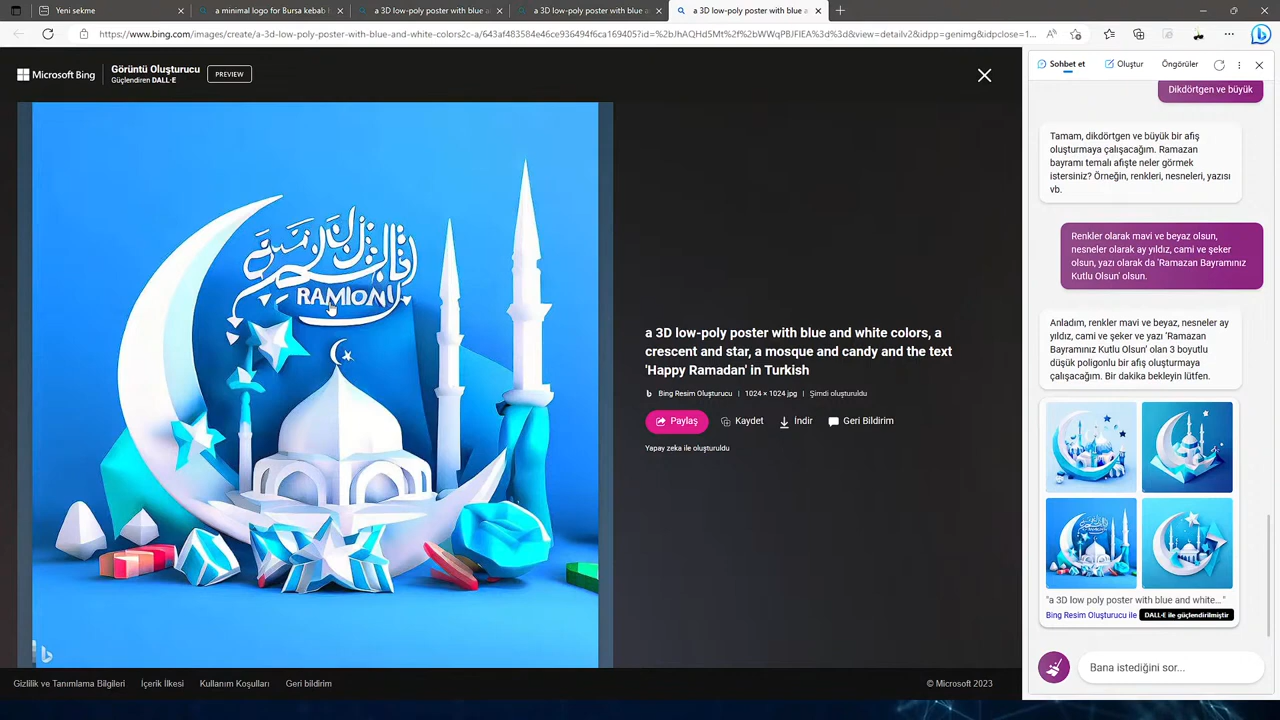 Yeni sekme
a minimal logo for Bursa kebab f
a 3D low-poly poster with blue a
a 3D low-poly poster with blue a
a 3D low-poly poster with blue a
https://www.bing.com/images/create/a-3d-low-poly-poster-with-blue-and-white-colors2c-a/643af483584e46ce936494f6ca169405?id=%2bJhAQHd5Mt%2f%2bWWqPBJFIEA%3d%3d&view=detailv2&idpp=genimg&idpclose=1...
Microsoft Bing
Görüntü Oluşturucu
Güçlendiren DALL·E
PREVIEW
RAMION
a 3D low-poly poster with blue and white colors, a
crescent and star, a mosque and candy and the text
'Happy Ramadan' in Turkish
Bing Resim Oluşturucu | 1024 × 1024 jpg | Şimdi oluşturuldu
Paylaş
Kaydet
İndir
Geri Bildirim
Yapay zeka ile oluşturuldu
Gizlilik ve Tanımlama Bilgileri
İçerik İlkesi
Kullanım Koşulları
Geri bildirim
© Microsoft 2023
Sohbet et
Oluştur
Öngörüler
Dikdörtgen ve büyük
Tamam, dikdörtgen ve büyük bir afiş
oluşturmaya çalışacağım. Ramazan
bayramı temalı afişte neler görmek
istersiniz? Örneğin, renkleri, nesneleri, yazısı
vb.
Renkler olarak mavi ve beyaz olsun,
nesneler olarak ay yıldız, cami ve şeker
olsun, yazı olarak da 'Ramazan Bayramınız
Kutlu Olsun' olsun.
Anladım, renkler mavi ve beyaz, nesneler ay
yıldız, cami ve şeker ve yazı 'Ramazan
Bayramınız Kutlu Olsun' olan 3 boyutlu
düşük poligonlu bir afiş oluşturmaya
çalışacağım. Bir dakika bekleyin lütfen.
"a 3D low poly poster with blue and white..."
Bing Resim Oluşturucu ile
DALL-E ile güçlendirilmiştir
Bana istediğini sor...